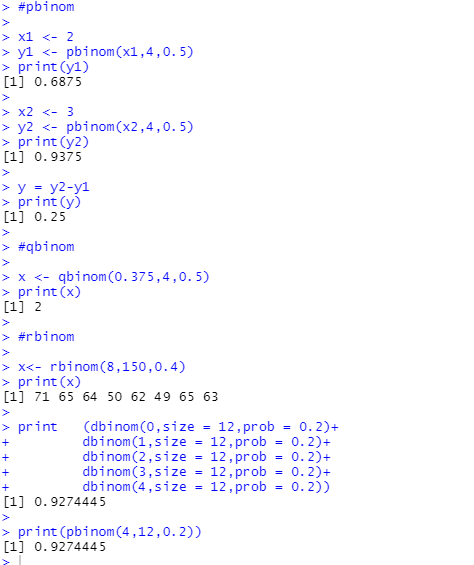 > #pbinom
>
> x1 <- 2
> y1 <- pbinom(x1,4,0.5)
> print(y1)
[1] 0.6875
>
> x2 <- 3
> y2 <- pbinom(x2,4,0.5)
> print(y2)
[1] 0.9375
>
> y = y2-y1
> print(y)
[1] 0.25
>
> #qbinom
>
> x <- qbinom(0.375,4,0.5)
> print(x)
[1] 2
>
> #rbinom
>
> x<- rbinom(8,150,0.4)
> print(x)
[1] 71 65 64 50 62 49 65 63
>
> print   (dbinom(0,size = 12,prob = 0.2)+
+         dbinom(1,size = 12,prob = 0.2)+
+         dbinom(2,size = 12,prob = 0.2)+
+         dbinom(3,size = 12,prob = 0.2)+
+         dbinom(4,size = 12,prob = 0.2))
[1] 0.9274445
>
> print(pbinom(4,12,0.2))
[1] 0.9274445
>